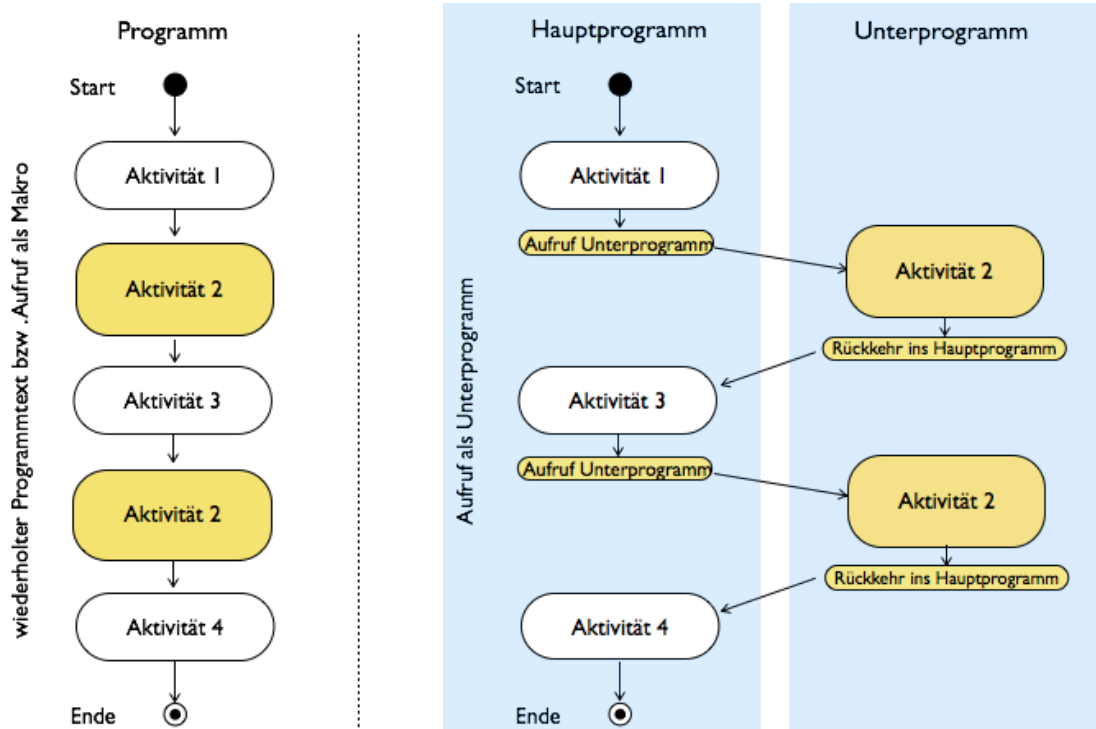 Programm
Start
Aktivität 1
Aktivität 2
Aktivität 3
Aktivität 2
Aktivität 4
Ende
wiederholter Programmtext bzw .Aufruf als Makro
Hauptprogramm
Start
Aktivität 1
Aufruf Unterprogramm
Aktivität 3
Aufruf Unterprogramm
Aktivität 4
Ende
Aufruf als Unterprogramm
Unterprogramm
Aktivität 2
Rückkehr ins Hauptprogramm
Aktivität 2
Rückkehr ins Hauptprogramm